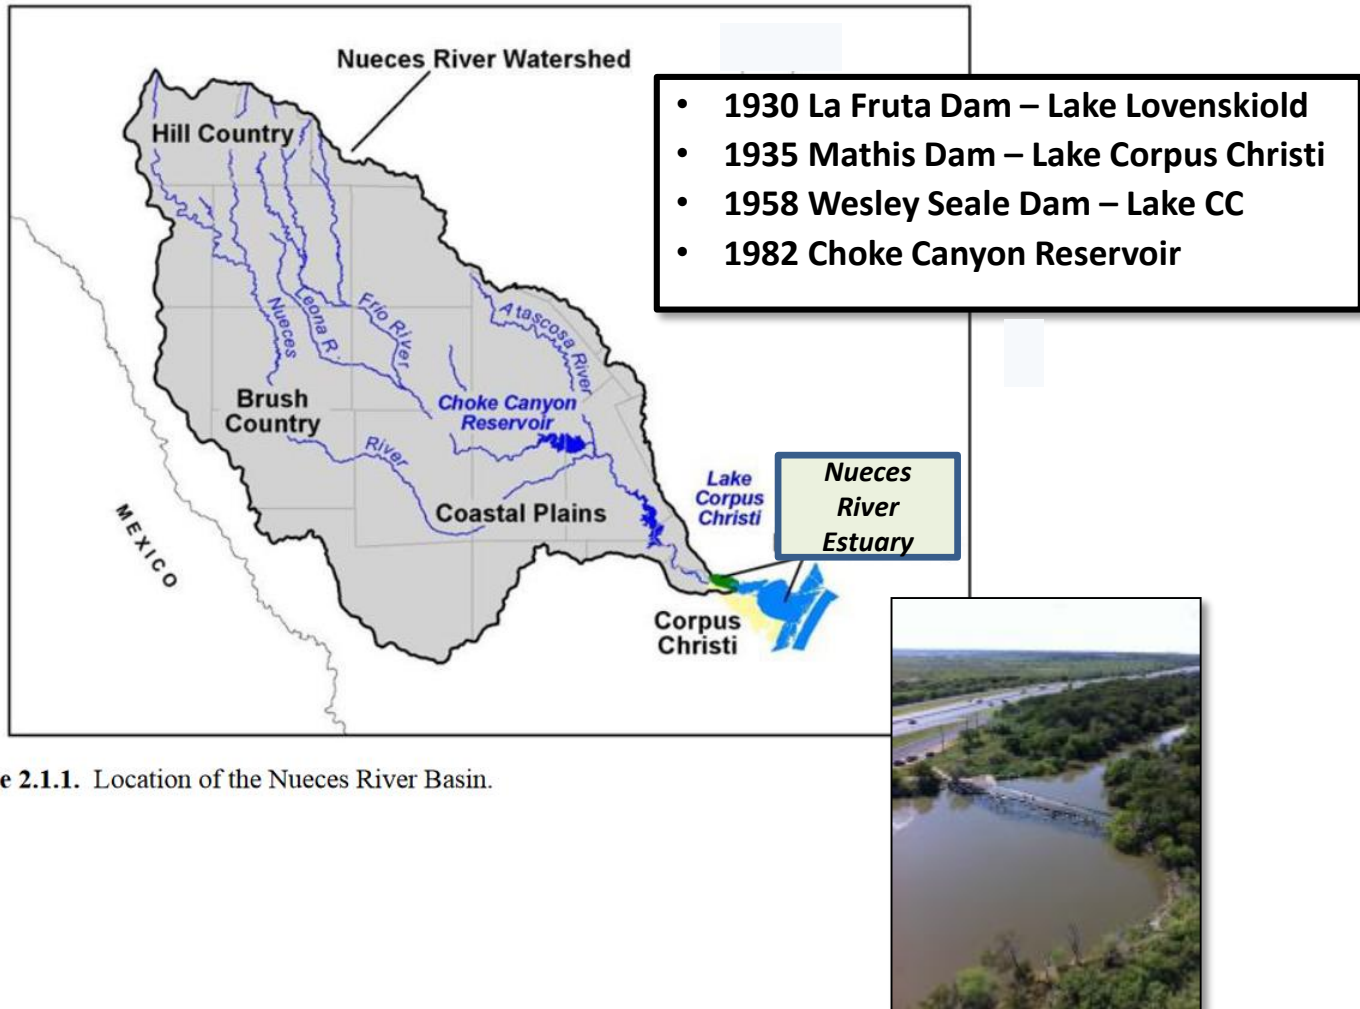 Nueces River Watershed
• 1930 La Fruta Dam – Lake Lovenskiold
• 1935 Mathis Dam – Lake Corpus Christi
• 1958 Wesley Seale Dam – Lake CC
• 1982 Choke Canyon Reservoir
Hill Country
Nueces
Leona R.
Frio River
Atascosa River
Brush
Country
Choke Canyon
Reservoir
River
Coastal Plains
Lake
Corpus
Christi
Nueces
River
Estuary
MEXICO
Corpus
Christi
e 2.1.1. Location of the Nueces River Basin.